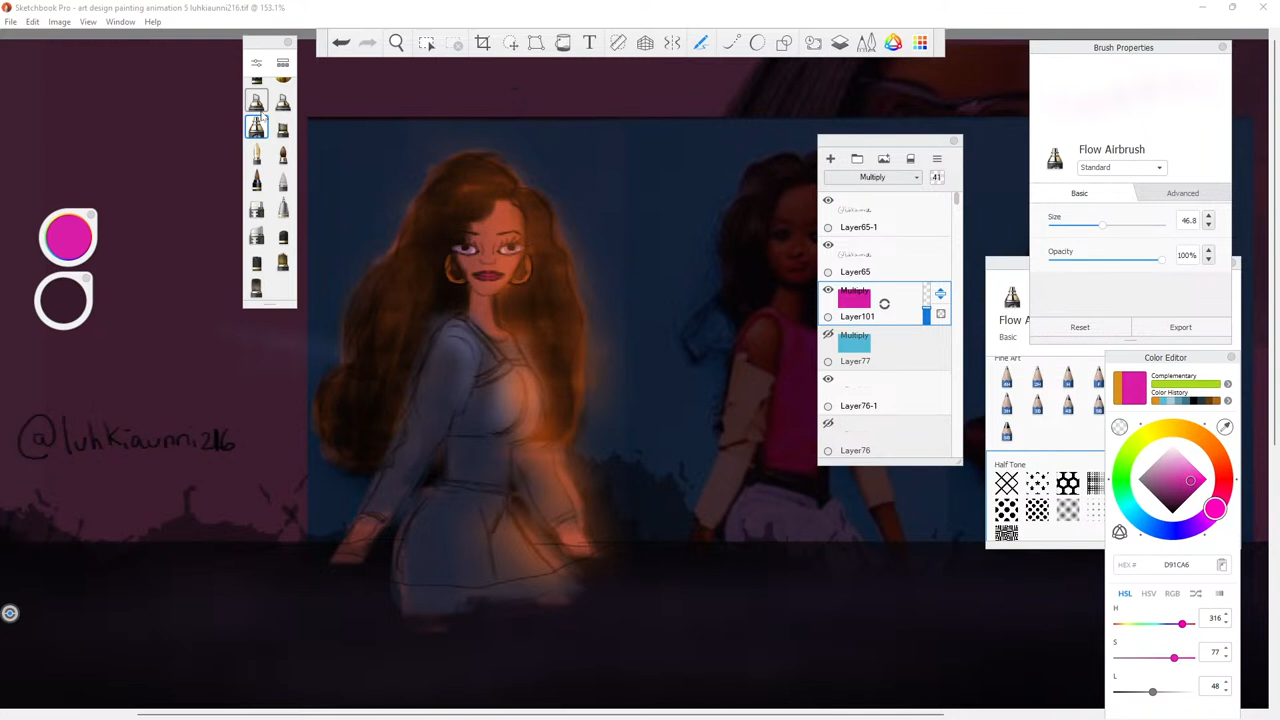 Sketchbook Pro - art design painting animation 5 luhkiaunni216.tif @ 153.1%
File Edit Image View Window Help
T
Brush Properties
Flow Airbrush
Standard
Basic Advanced
Size 46.8
Opacity 100%
Reset Export
Multiply 41
Layer65-1
Layer65
Multiply
Layer101
Multiply
Layer77
Layer76-1
Layer76
Flow A
Basic
Fine Art
Half Tone
Color Editor
Complementary
Color History
HEX # D91CA6
HSL HSV RGB
H 316
S 77
L 48
@luhkiaunni216